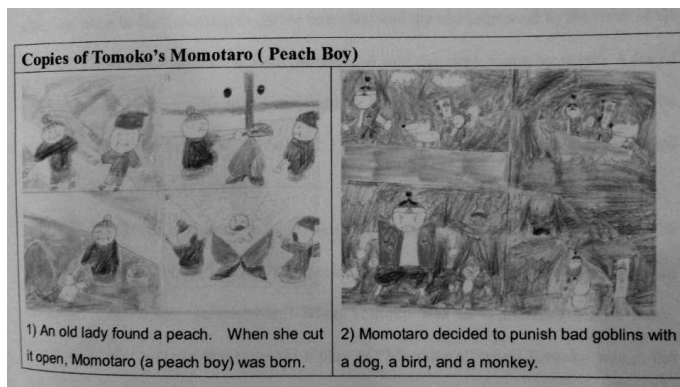 Copies of Tomoko's Momotaro ( Peach Boy)
1) An old lady found a peach. When she cut
it open, Momotaro (a peach boy) was born.
2) Momotaro decided to punish bad goblins with
a dog, a bird, and a monkey.